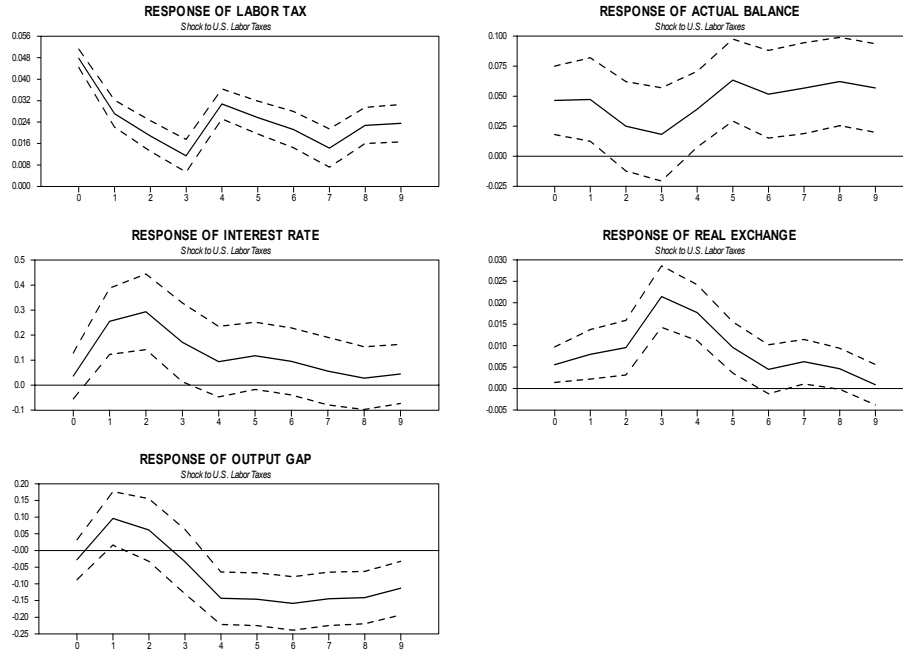 RESPONSE OF LABOR TAX
Shock to U.S. Labor Taxes
0.056
0.048
0.040
0.032
0.024
0.016
0.008
0.000
0 1 2 3 4 5 6 7 8 9
RESPONSE OF ACTUAL BALANCE
Shock to U.S. Labor Taxes
0.100
0.075
0.050
0.025
0.000
-0.025
0 1 2 3 4 5 6 7 8 9
RESPONSE OF INTEREST RATE
Shock to U.S. Labor Taxes
0.5
0.4
0.3
0.2
0.1
0.0
-0.1
0 1 2 3 4 5 6 7 8 9
RESPONSE OF REAL EXCHANGE
Shock to U.S. Labor Taxes
0.030
0.025
0.020
0.015
0.010
0.005
0.000
-0.005
0 1 2 3 4 5 6 7 8 9
RESPONSE OF OUTPUT GAP
Shock to U.S. Labor Taxes
0.20
0.15
0.10
0.05
-0.00
-0.05
-0.10
-0.15
-0.20
-0.25
0 1 2 3 4 5 6 7 8 9